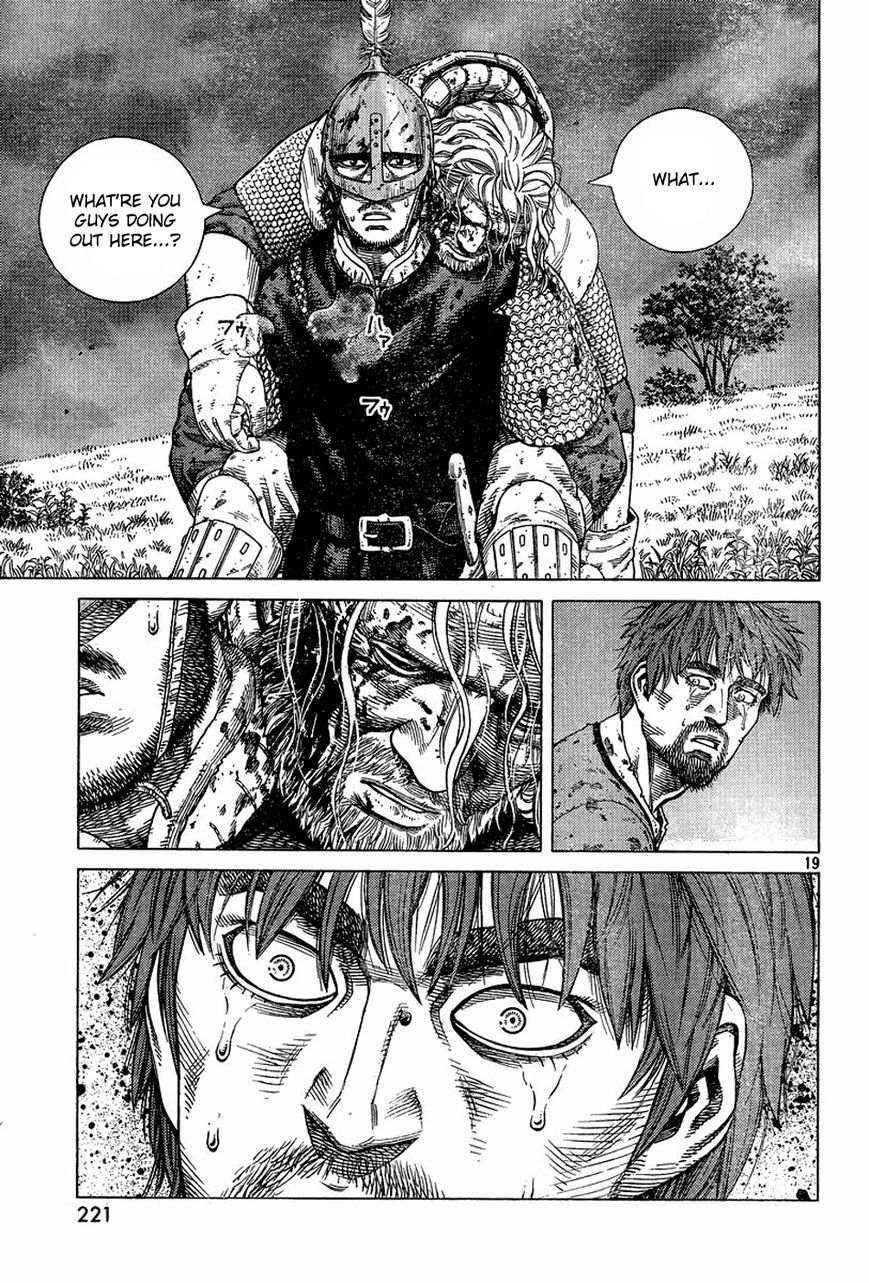 WHAT...
WHAT'RE YOU
GUYS DOING
OUT HERE...?
ハァ
フゥ
フゥ
19
221